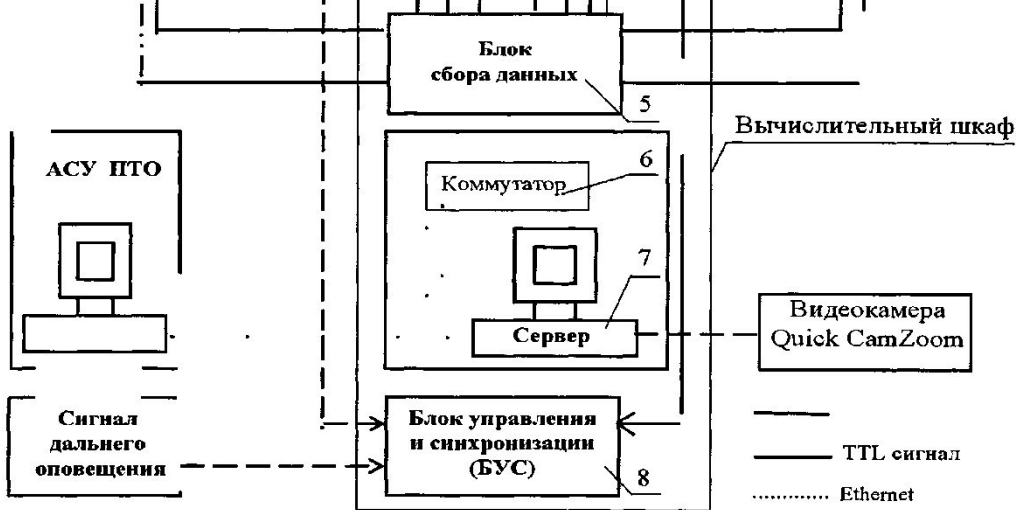 Блок
сбора данных
5
Вычислительный шкаф
АСУ ПТО
6
Коммутатор
7
Сервер
Видеокамера
Quick CamZoom
Сигнал
дальнего
оповещения
Блок управления
и синхронизации
(БУС)
8
TTL сигнал
Ethernet